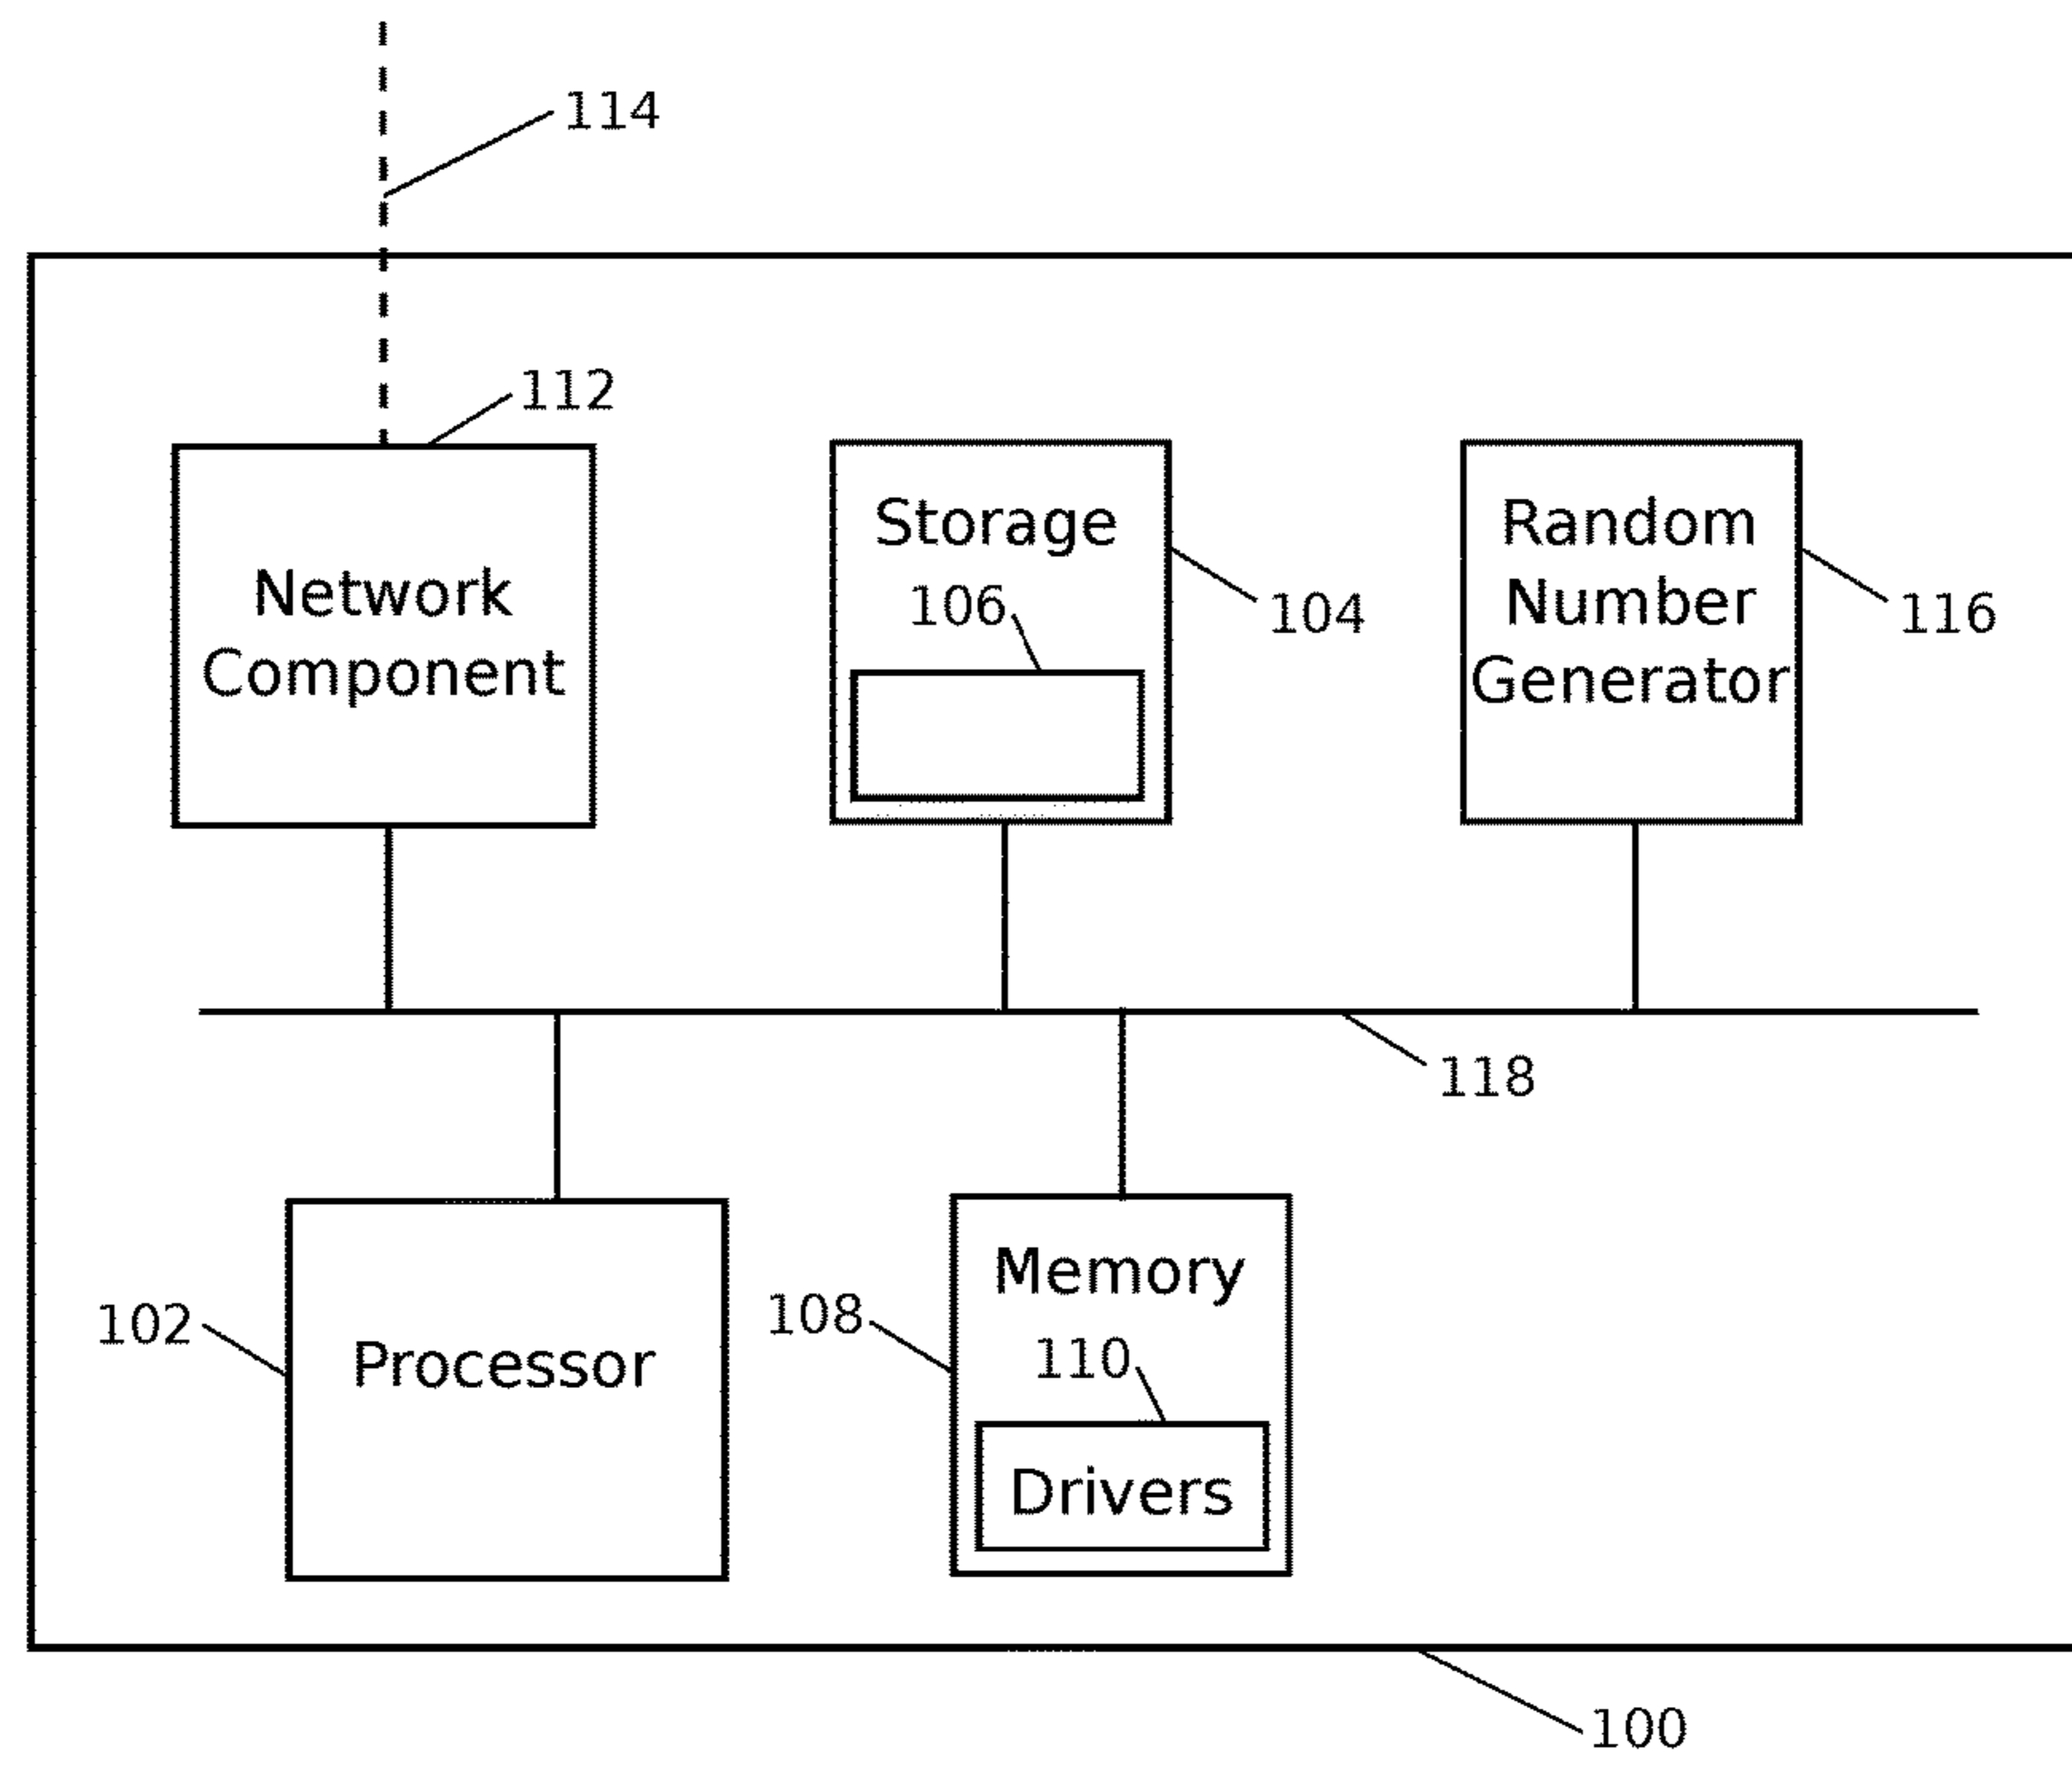 114
112
Network
Component
Storage
106
104
Random
Number
Generator
116
118
102
Processor
108
Memory
110
Drivers
100